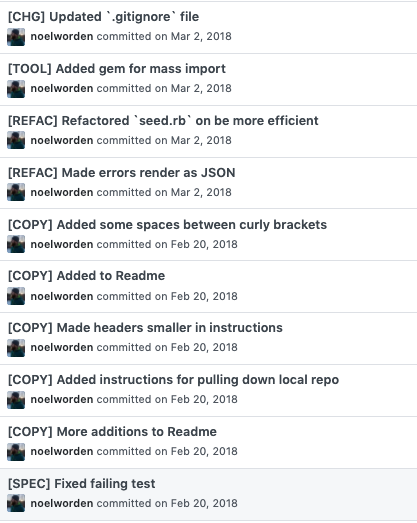 [CHG] Updated `.gitignore` file
noelworden committed on Mar 2, 2018
[TOOL] Added gem for mass import
noelworden committed on Mar 2, 2018
[REFAC] Refactored `seed.rb` on be more efficient
noelworden committed on Mar 2, 2018
[REFAC] Made errors render as JSON
noelworden committed on Mar 2, 2018
[COPY] Added some spaces between curly brackets
noelworden committed on Feb 20, 2018
[COPY] Added to Readme
noelworden committed on Feb 20, 2018
[COPY] Made headers smaller in instructions
noelworden committed on Feb 20, 2018
[COPY] Added instructions for pulling down local repo
noelworden committed on Feb 20, 2018
[COPY] More additions to Readme
noelworden committed on Feb 20, 2018
[SPEC] Fixed failing test
noelworden committed on Feb 20, 2018